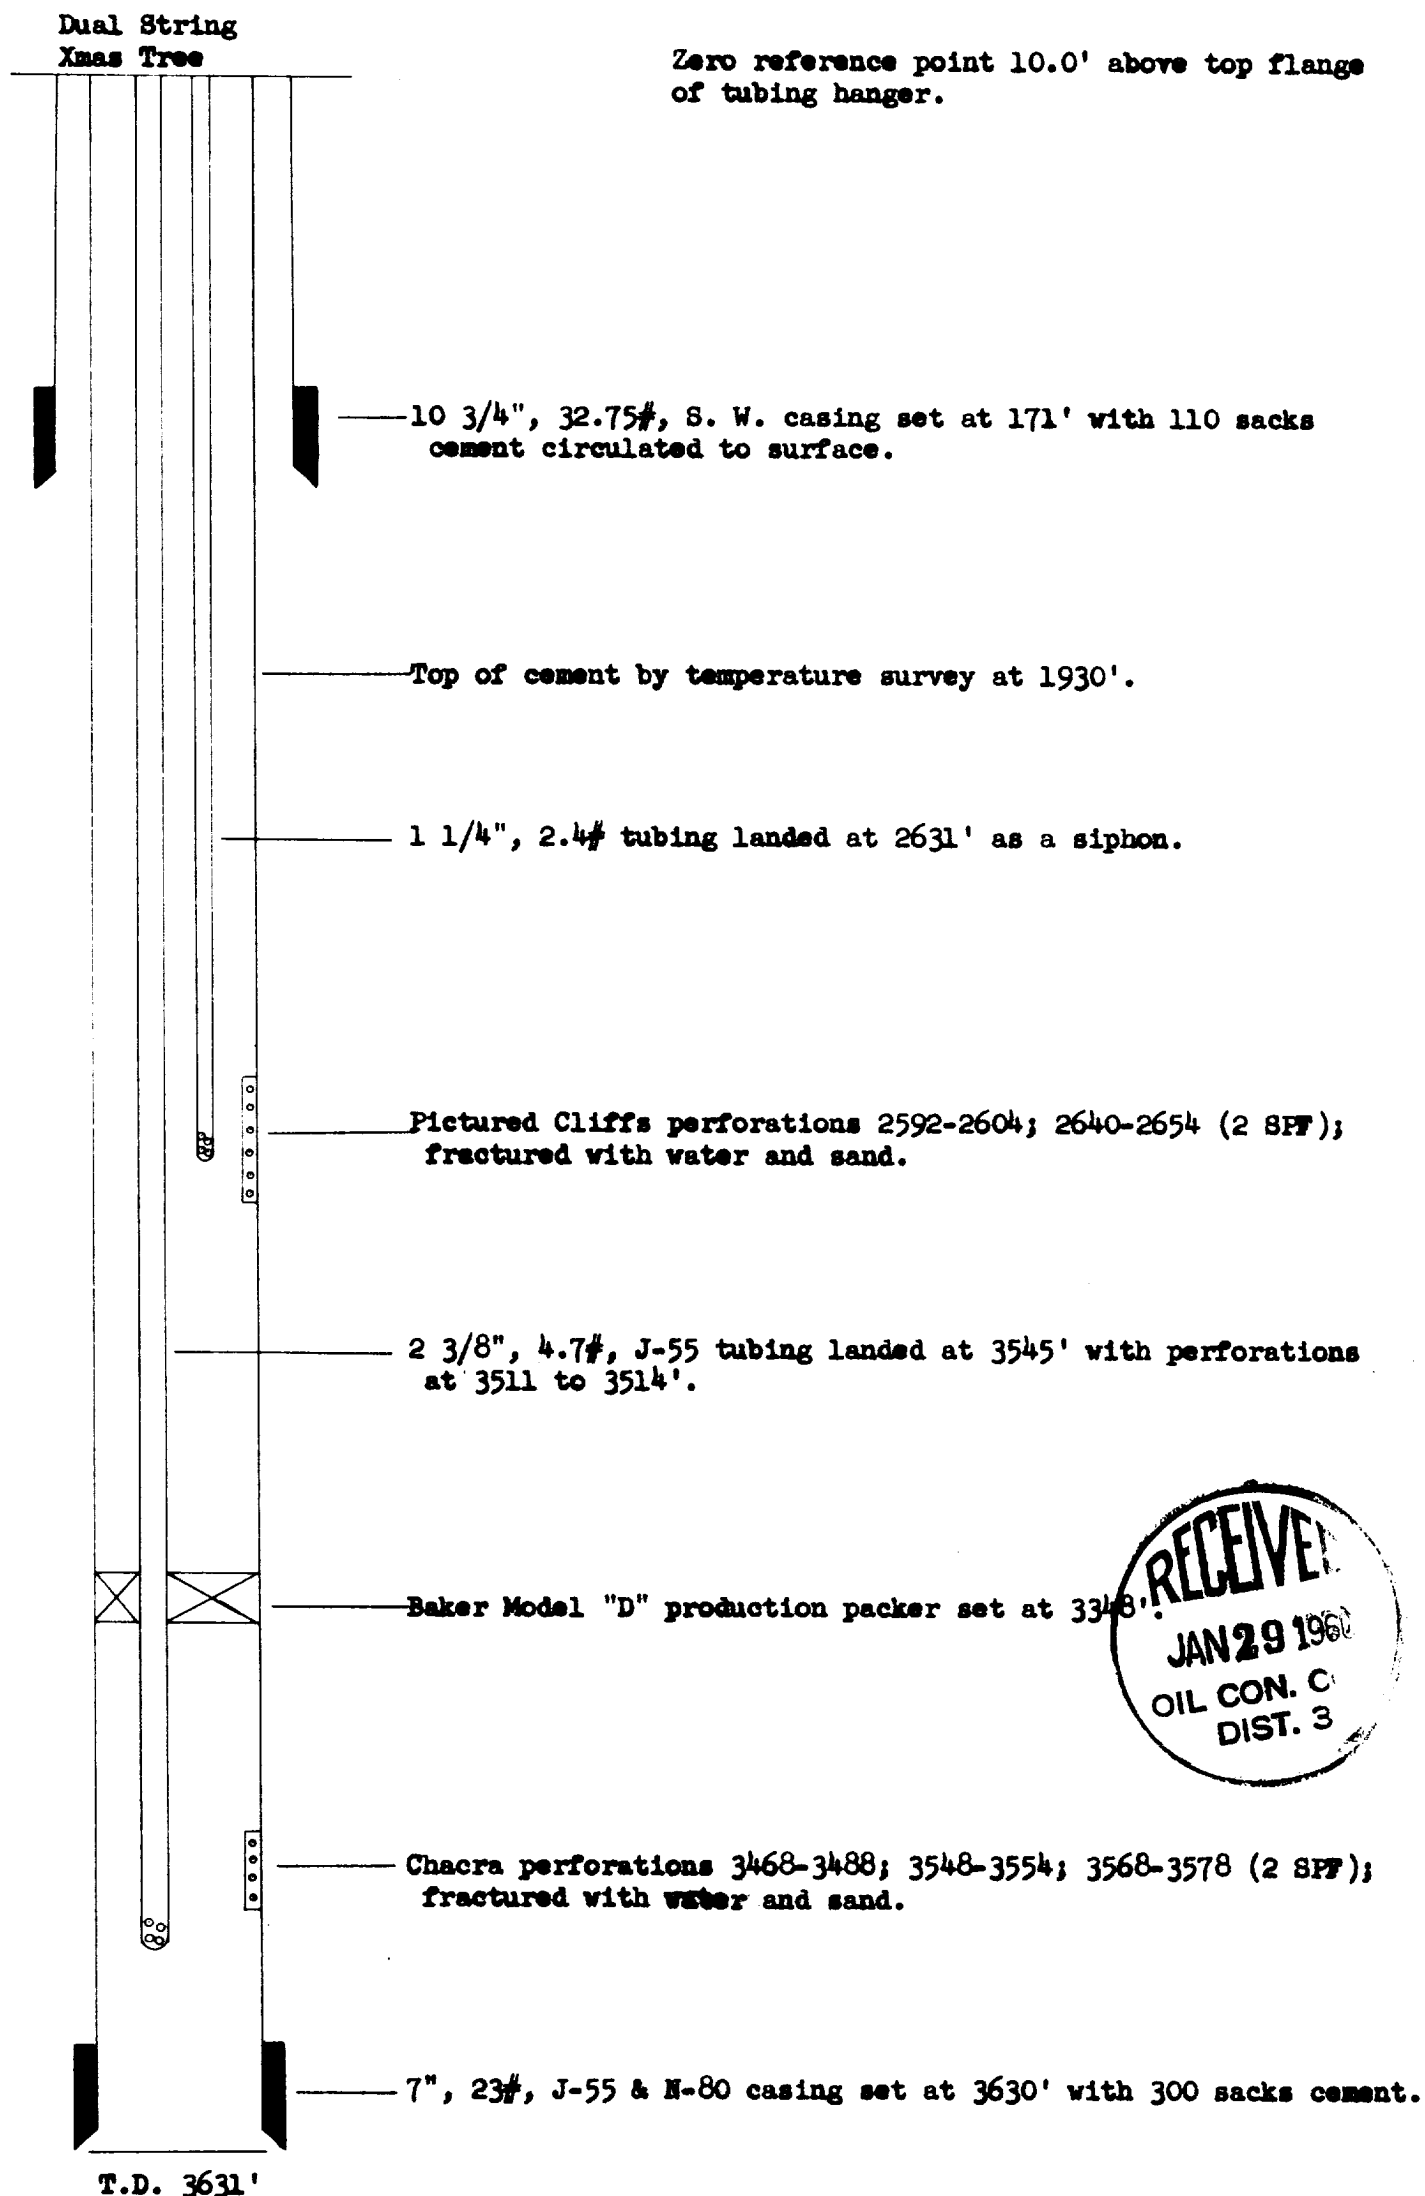 Dual String
Xmas Tree
Zero reference point 10.0' above top flange
of tubing hanger.
10 3/4", 32.75#, S. W. casing set at 171' with 110 sacks
cement circulated to surface.
Top of cement by temperature survey at 1930'.
1 1/4", 2.4# tubing landed at 2631' as a siphon.
Pictured Cliffs perforations 2592-2604; 2640-2654 (2 SPF);
fractured with water and sand.
2 3/8", 4.7#, J-55 tubing landed at 3545' with perforations
at 3511 to 3514'.
Baker Model "D" production packer set at 3348'.
RECEIVE
JAN 29 1960
OIL CON. C
DIST. 3
Chacra perforations 3468-3488; 3548-3554; 3568-3578 (2 SPF);
fractured with water and sand.
7", 23#, J-55 & N-80 casing set at 3630' with 300 sacks cement.
T.D. 3631'